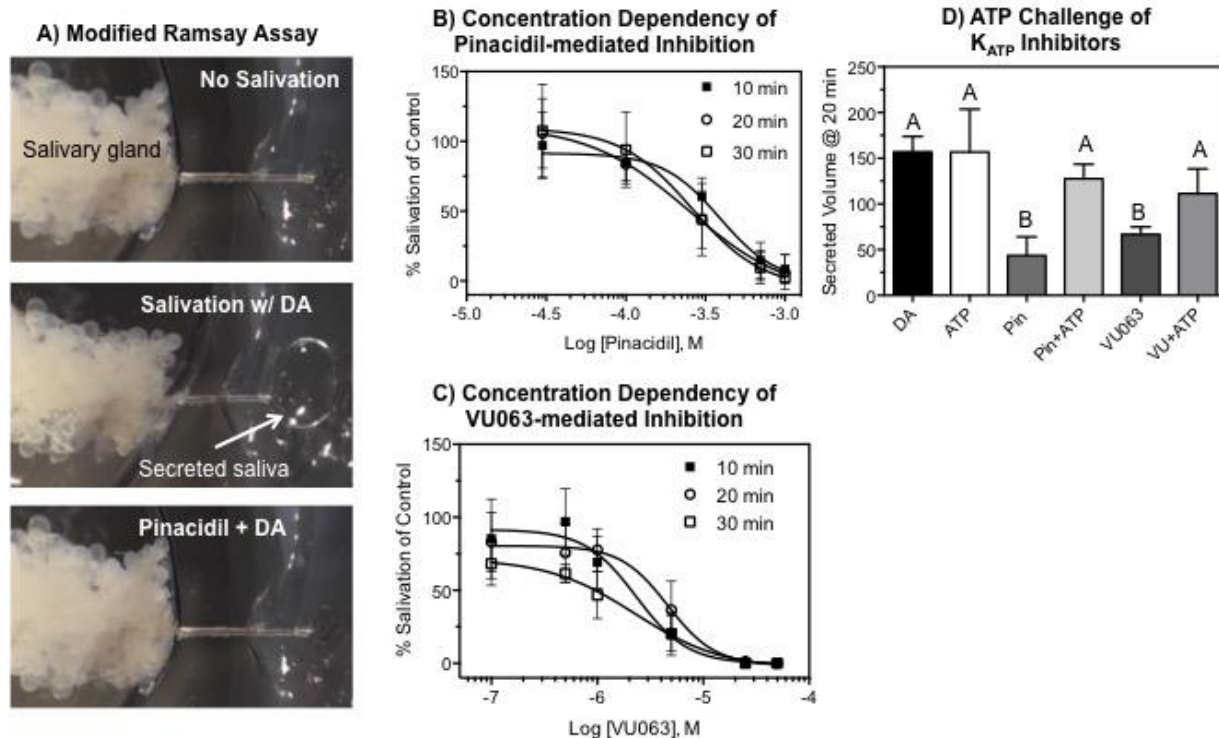 A) Modified Ramsay Assay
No Salivation
Salivary gland
Salivation w/ DA
Secreted saliva
Pinacidil + DA
B) Concentration Dependency of
Pinacidil-mediated Inhibition
% Salivation of Control
150
100
50
0
10 min
20 min
30 min
-5.0
-4.5
-4.0
-3.5
-3.0
Log [Pinacidil], M
C) Concentration Dependency of
VU063-mediated Inhibition
% Salivation of Control
150
100
50
0
10 min
20 min
30 min
-7
-6
-5
-4
Log [VU063], M
D) ATP Challenge of
K_ATP Inhibitors
Secreted Volume @ 20 min
250
200
150
100
50
0
A
A
B
A
B
A
DA
ATP
Pin
Pin+ATP
VU063
VU+ATP